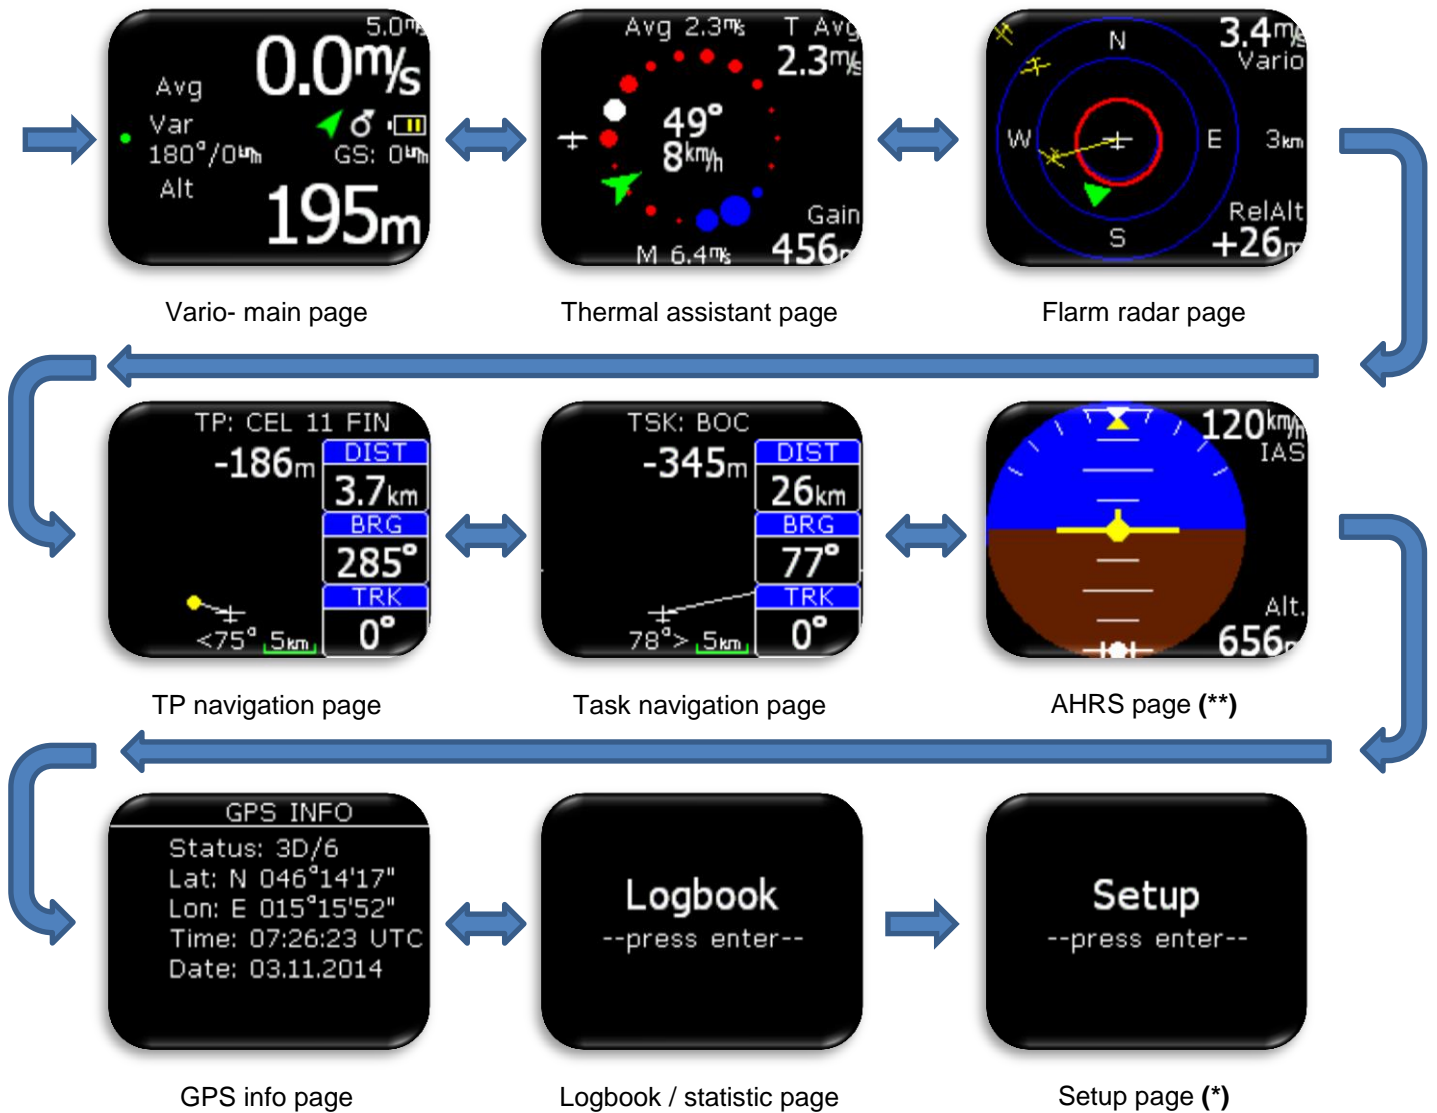 5.0m/s
0.0m/s
Avg
Var
180°/0km/h
GS: 0km/h
Alt
195m
Vario- main page
Avg 2.3m/s
T Avg
2.3m/s
49°
8km/h
Gain
M 6.4m/s
456m
Thermal assistant page
3.4m/s
Vario
N
W
E
3km
RelAlt
S
+26m
Flarm radar page
TP: CEL 11 FIN
-186m
DIST
3.7km
BRG
285°
TRK
<75°
5km
0°
TP navigation page
TSK: BOC
-345m
DIST
26km
BRG
77°
TRK
78°>
5km
0°
Task navigation page
120km/h
IAS
Alt.
656m
AHRS page (**)
GPS INFO
Status: 3D/6
Lat: N 046°14'17"
Lon: E 015°15'52"
Time: 07:26:23 UTC
Date: 03.11.2014
GPS info page
Logbook
--press enter--
Logbook / statistic page
Setup
--press enter--
Setup page (*)